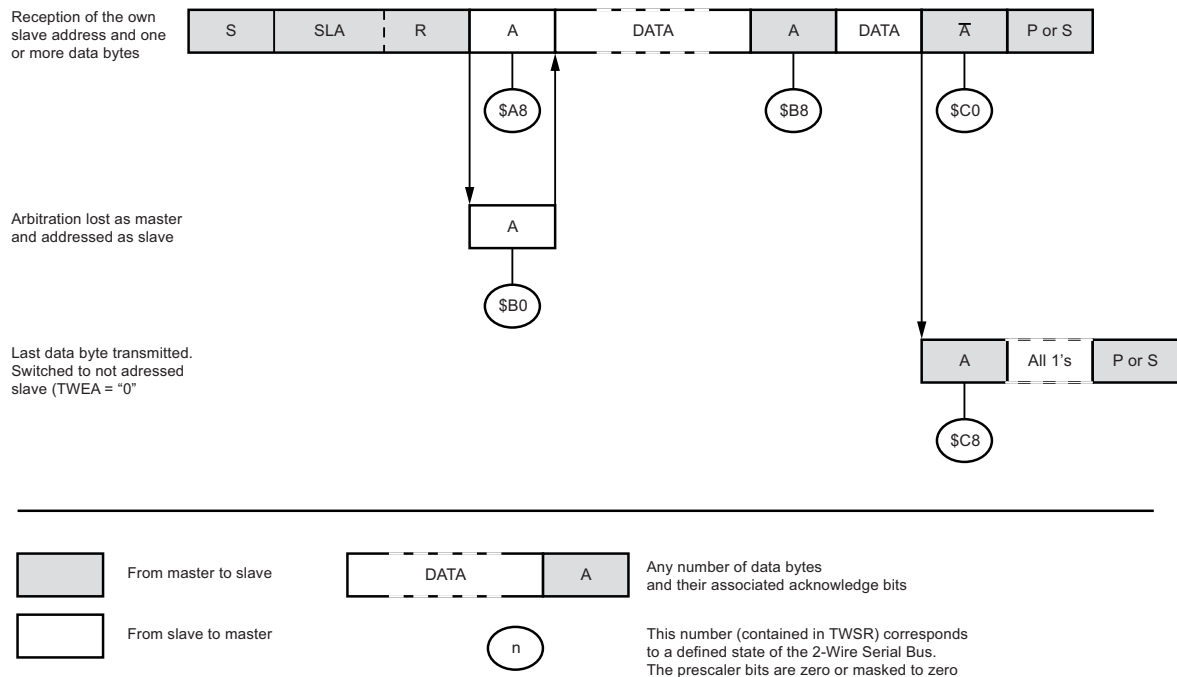 Reception of the own
slave address and one
or more data bytes
S SLA R A DATA A DATA A̅ P or S
$A8 $B8 $C0
Arbitration lost as master
and addressed as slave
A
$B0
Last data byte transmitted.
Switched to not adressed
slave (TWEA = “0”
A All 1's P or S
$C8
From master to slave
DATA A
Any number of data bytes
and their associated acknowledge bits
From slave to master
n
This number (contained in TWSR) corresponds
to a defined state of the 2-Wire Serial Bus.
The prescaler bits are zero or masked to zero